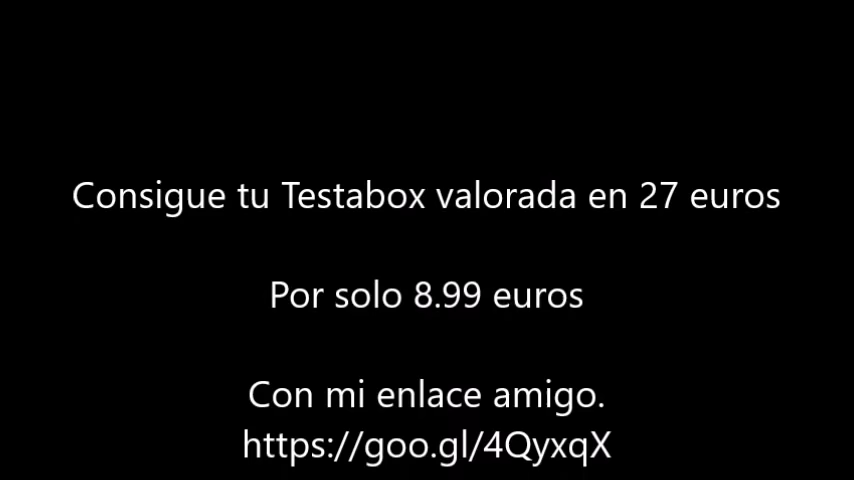 Consigue tu Testabox valorada en 27 euros
Por solo 8.99 euros
Con mi enlace amigo.
https://goo.gl/4QyxqX